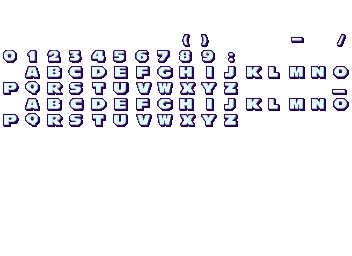 ( ) - /
0 1 2 3 4 5 6 7 8 9 :
A B C D E F G H I J K L M N O
P Q R S T U V W X Y Z _
A B C D E F G H I J K L M N O
P Q R S T U V W X Y Z